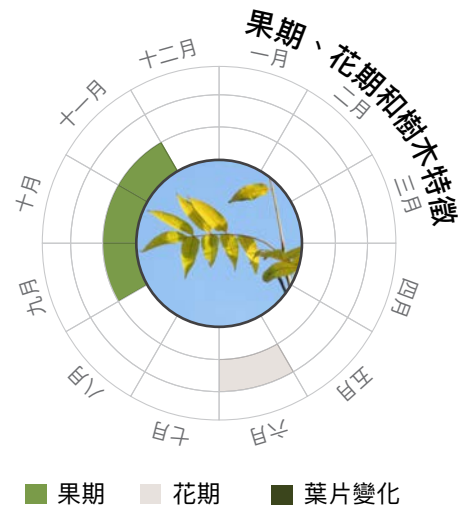 果期、花期和樹木特徵
一月
二月
三月
四月
五月
六月
七月
八月
九月
十月
十一月
十二月
果期 花期 葉片變化